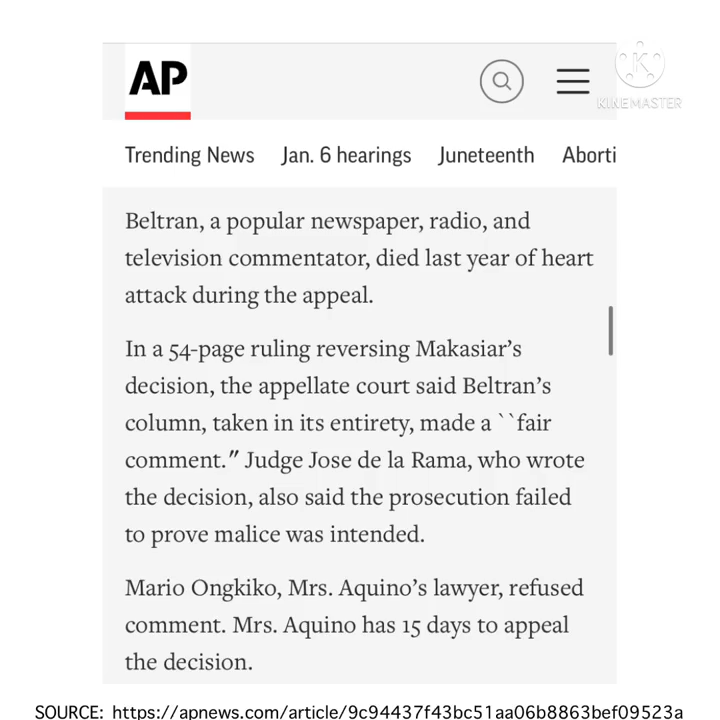 AP
KINEMASTER
Trending News Jan. 6 hearings Juneteenth Aborti
Beltran, a popular newspaper, radio, and
television commentator, died last year of heart
attack during the appeal.
In a 54-page ruling reversing Makasiar’s
decision, the appellate court said Beltran’s
column, taken in its entirety, made a ``fair
comment.″ Judge Jose de la Rama, who wrote
the decision, also said the prosecution failed
to prove malice was intended.
Mario Ongkiko, Mrs. Aquino’s lawyer, refused
comment. Mrs. Aquino has 15 days to appeal
the decision.
SOURCE: https://apnews.com/article/9c94437f43bc51aa06b8863bef09523a